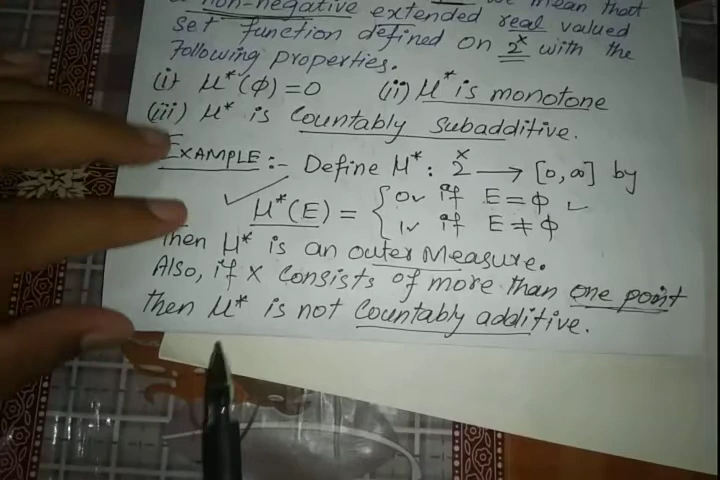 non-negative extended real valued
set function defined on 2^x with the
following properties.
(i) μ*(φ) = 0 (ii) μ* is monotone
(iii) μ* is Countably Subadditive.
EXAMPLE :- Define μ* : 2^x → [0, ∞] by
μ*(E) = { 0 if E = φ
1 if E ≠ φ
Then μ* is an outer Measure.
Also, if X Consists of more than one point
then μ* is not Countably additive.